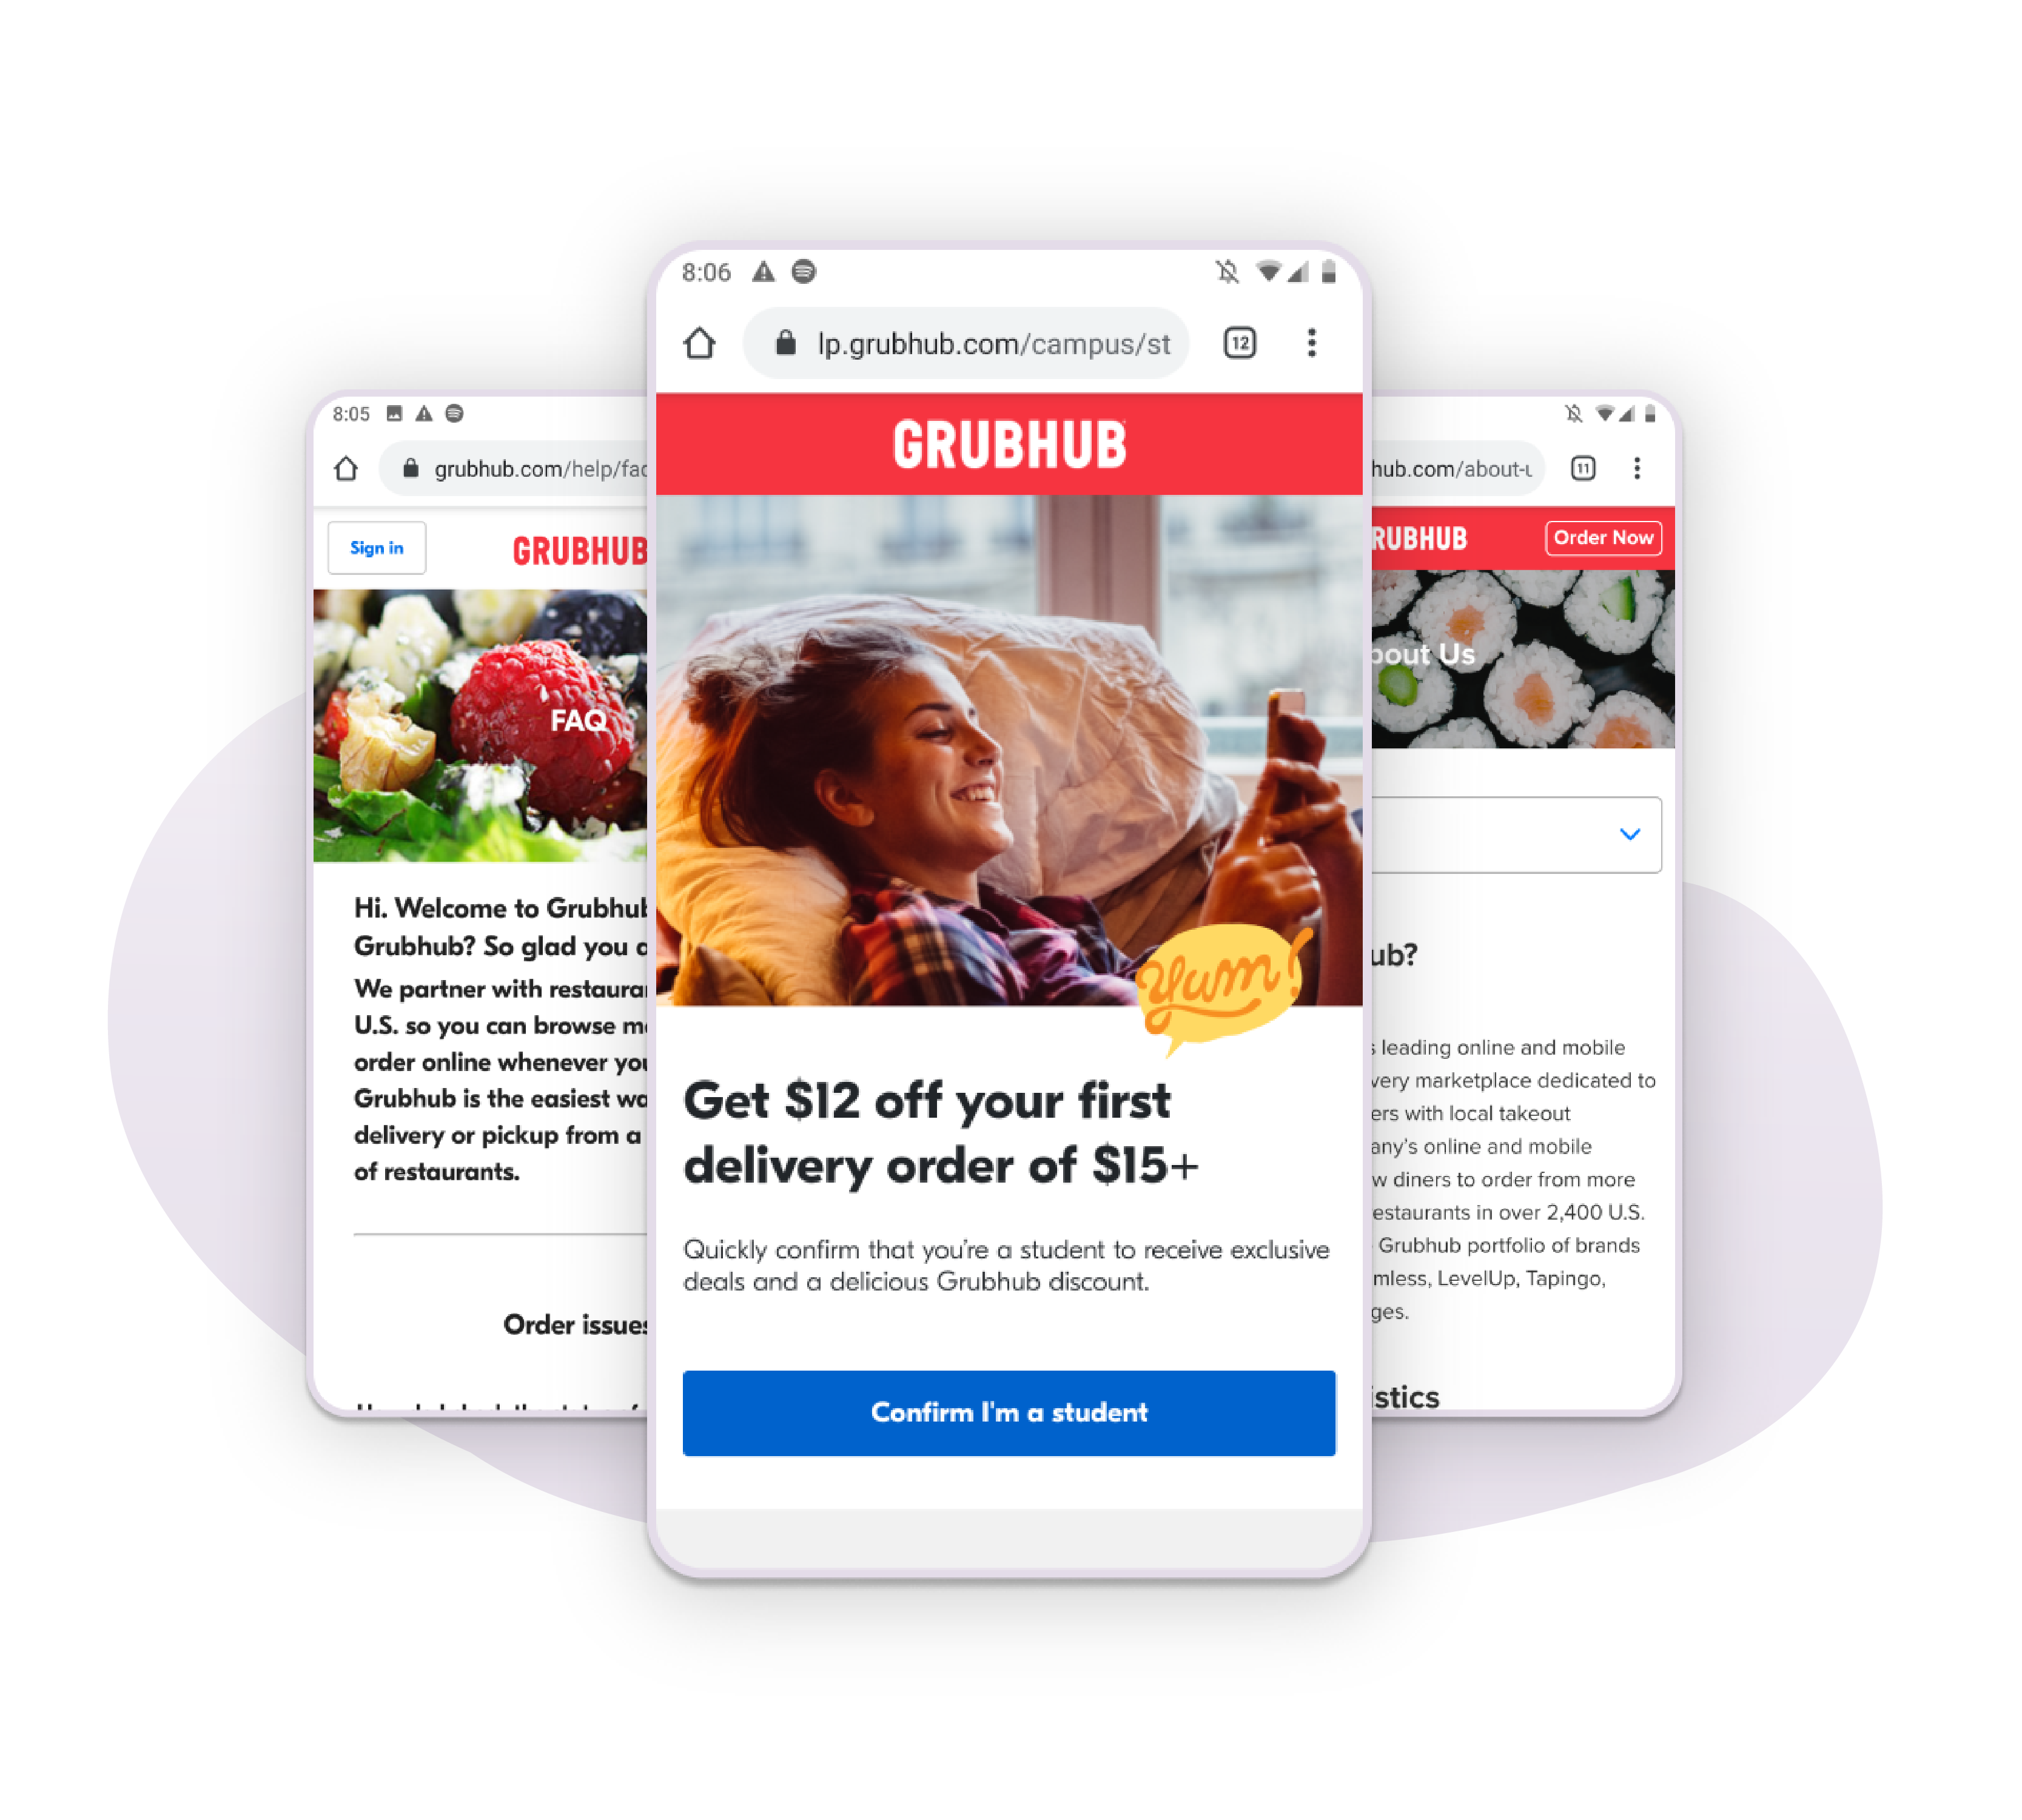 8:05
grubhub.com/help/fac
Sign in
GRUBHUB
FAQ
Hi. Welcome to Grubhub
Grubhub? So glad you
We partner with
U.S. so you can browse
order online whenever
Grubhub is the easiest
delivery or pickup from a
of restaurants.
Order issues
8:06
lp.grubhub.com/campus/st
12
GRUBHUB
yum!
Get $12 off your first
delivery order of $15+
Quickly confirm that you're a student to receive exclusive
deals and a delicious Grubhub discount.
Confirm I'm a student
hub.com/about-u
11
RUBHUB
Order Now
bout Us
ub?
s leading online and mobile
very marketplace dedicated to
ers with local takeout
any's online and mobile
w diners to order from more
estaurants in over 2,400 U.S.
Grubhub portfolio of brands
mless, LevelUp, Tapingo,
ges.
istics